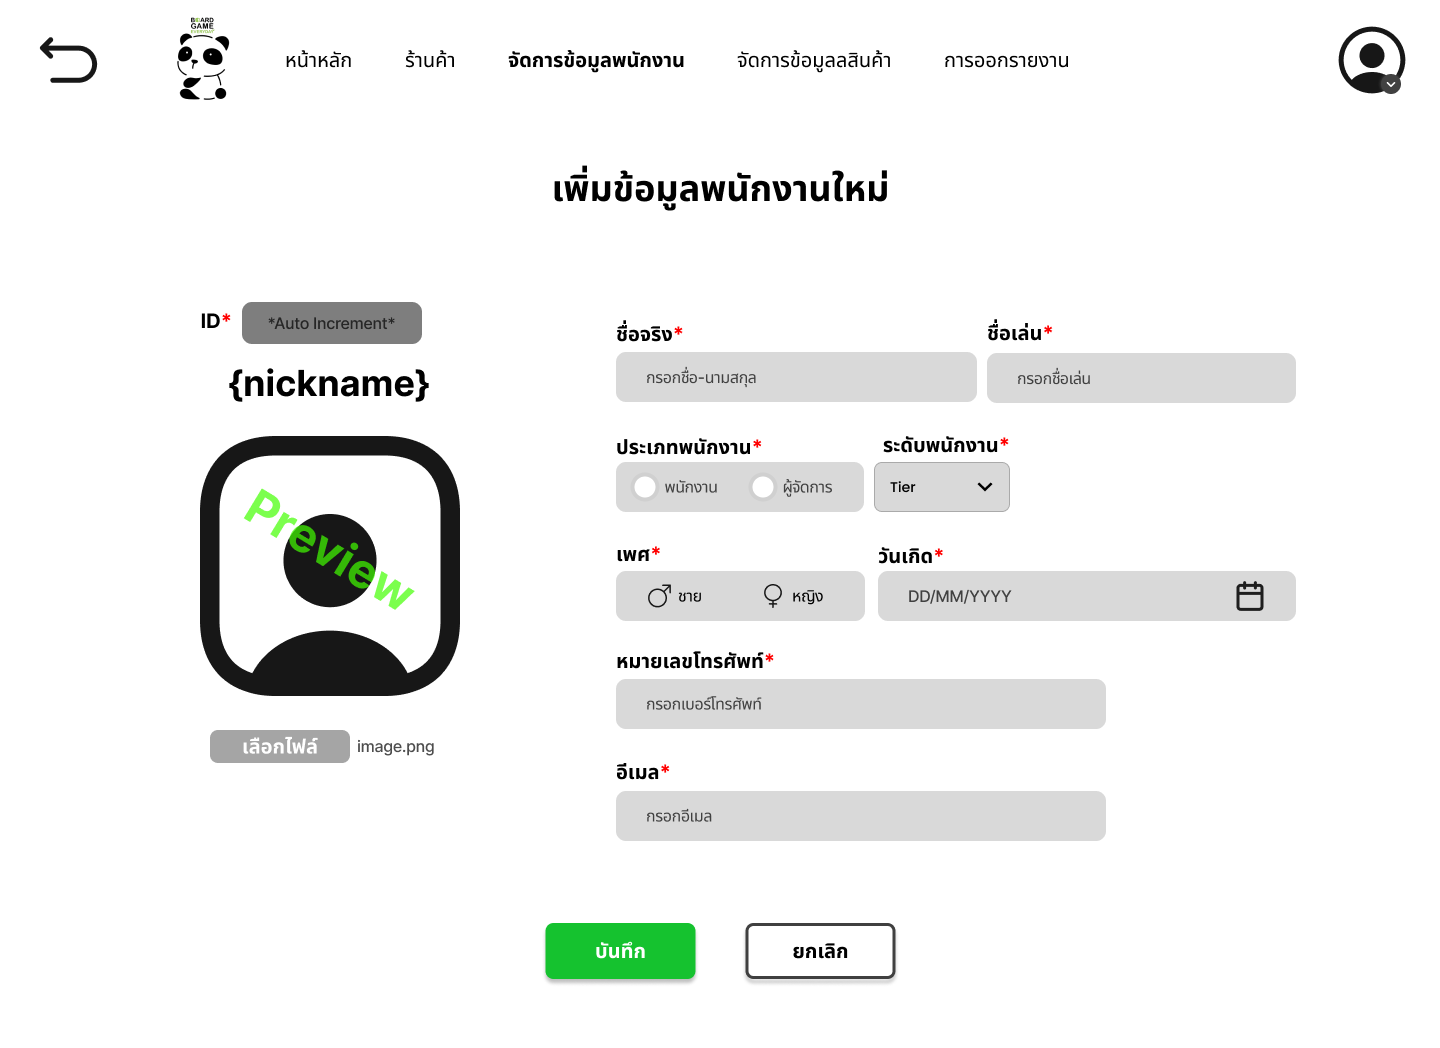 BOARD
GAME
EVERYDAY
หน้าหลัก ร้านค้า จัดการข้อมูลพนักงาน จัดการข้อมูลลสินค้า การออกรายงาน
เพิ่มข้อมูลพนักงานใหม่
ID* *Auto Increment*
{nickname}
Preview
เลือกไฟล์ image.png
ชื่อจริง* ชื่อเล่น*
กรอกชื่อ-นามสกุล กรอกชื่อเล่น
ประเภทพนักงาน* ระดับพนักงาน*
พนักงาน ผู้จัดการ Tier
เพศ* วันเกิด*
ชาย หญิง DD/MM/YYYY
หมายเลขโทรศัพท์*
กรอกเบอร์โทรศัพท์
อีเมล*
กรอกอีเมล
บันทึก ยกเลิก